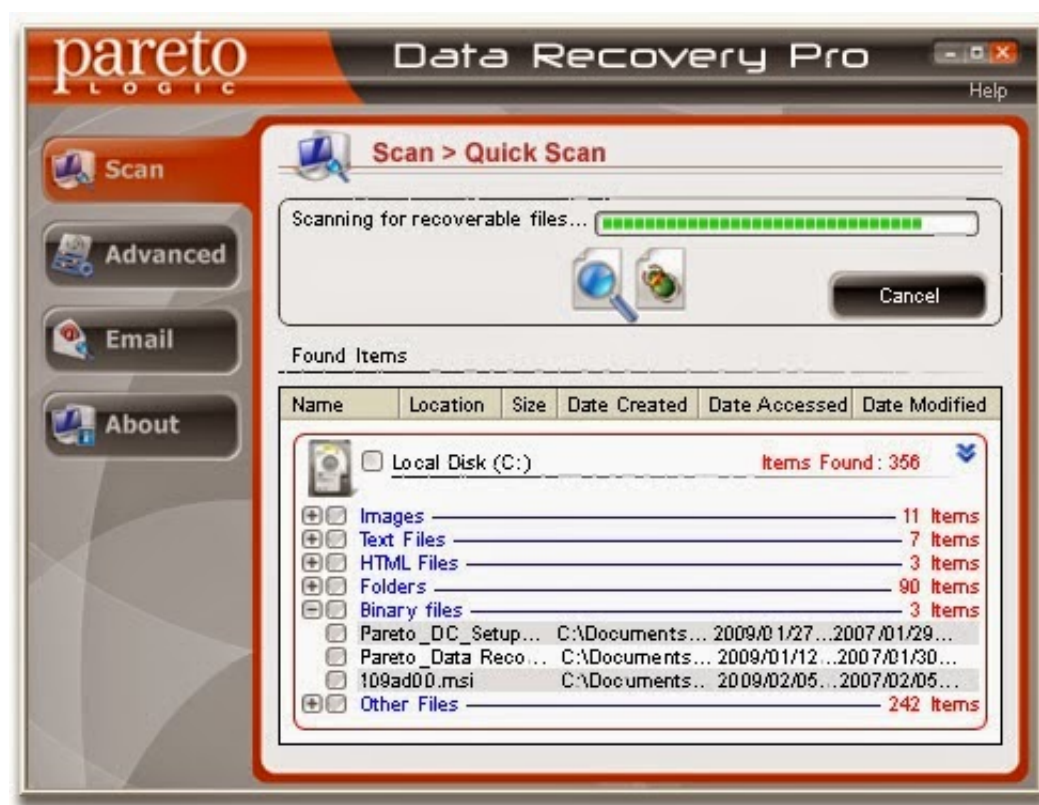 pareto
LOGIC
Data Recovery Pro
Help
Scan
Advanced
Email
About
Scan > Quick Scan
Scanning for recoverable files...
Cancel
Found Items
Name Location Size Date Created Date Accessed Date Modified
Local Disk (C:) Items Found: 356
Images 11 Items
Text Files 7 Items
HTML Files 3 Items
Folders 90 Items
Binary files 3 Items
Pareto_DC_Setup... C:\Documents... 2009/01/27...2007/01/29...
Pareto_Data Reco... C:\Documents... 2009/01/12...2007/01/30...
109ad00.msi C:\Documents... 2009/02/05...2007/02/05...
Other Files 242 Items